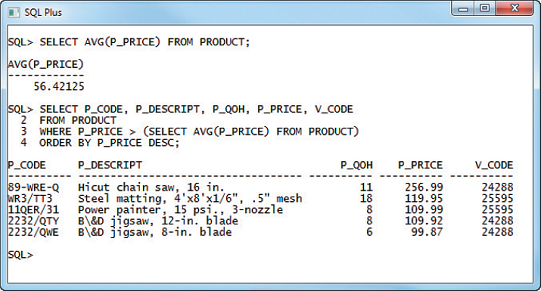 SQL Plus
SQL> SELECT AVG(P_PRICE) FROM PRODUCT;
AVG(P_PRICE)
------------
56.42125
SQL> SELECT P_CODE, P_DESCRIPT, P_QOH, P_PRICE, V_CODE
2 FROM PRODUCT
3 WHERE P_PRICE > (SELECT AVG(P_PRICE) FROM PRODUCT)
4 ORDER BY P_PRICE DESC;
P_CODE P_DESCRIPT P_QOH P_PRICE V_CODE
---------- ----------------------------------- ---------- ---------- ----------
89-WRE-Q Hicut chain saw, 16 in. 11 256.99 24288
WR3/TT3 Steel matting, 4'x8'x1/6", .5" mesh 18 119.95 25595
11QER/31 Power painter, 15 psi., 3-nozzle 8 109.99 25595
2232/QTY B\&D jigsaw, 12-in. blade 8 109.92 24288
2232/QWE B\&D jigsaw, 8-in. blade 6 99.87 24288
SQL>